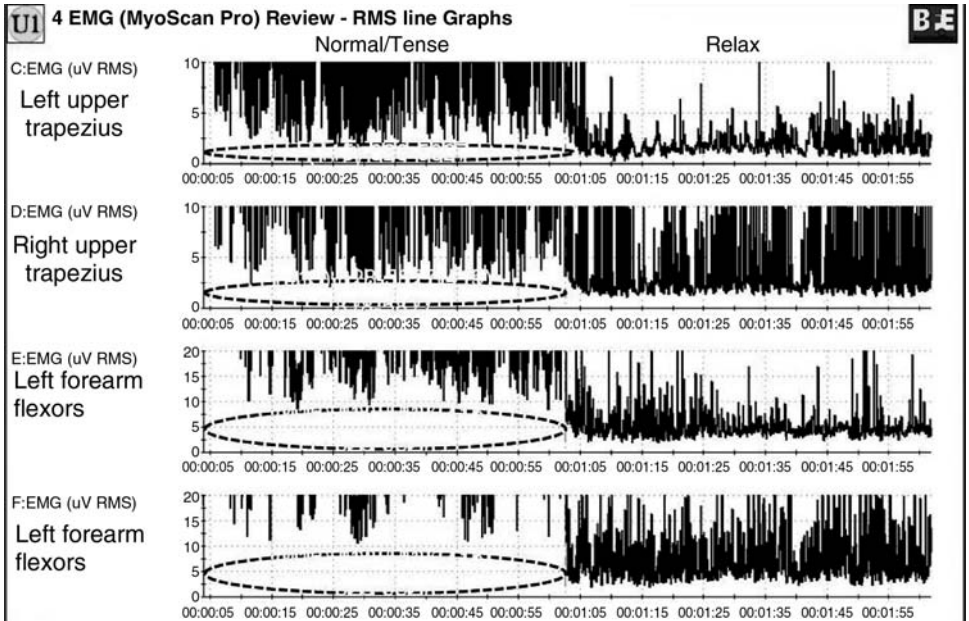 U1 4 EMG (MyoScan Pro) Review - RMS line Graphs
Normal/Tense Relax
C:EMG (uV RMS)
Left upper
trapezius
10
5
0
00:00:05 00:00:15 00:00:25 00:00:35 00:00:45 00:00:55 00:01:05 00:01:15 00:01:25 00:01:35 00:01:45 00:01:55
D:EMG (uV RMS)
Right upper
trapezius
10
5
0
00:00:05 00:00:15 00:00:25 00:00:35 00:00:45 00:00:55 00:01:05 00:01:15 00:01:25 00:01:35 00:01:45 00:01:55
E:EMG (uV RMS)
Left forearm
flexors
20
15
10
5
0
00:00:05 00:00:15 00:00:25 00:00:35 00:00:45 00:00:55 00:01:05 00:01:15 00:01:25 00:01:35 00:01:45 00:01:55
F:EMG (uV RMS)
Left forearm
flexors
20
15
10
5
0
00:00:05 00:00:15 00:00:25 00:00:35 00:00:45 00:00:55 00:01:05 00:01:15 00:01:25 00:01:35 00:01:45 00:01:55